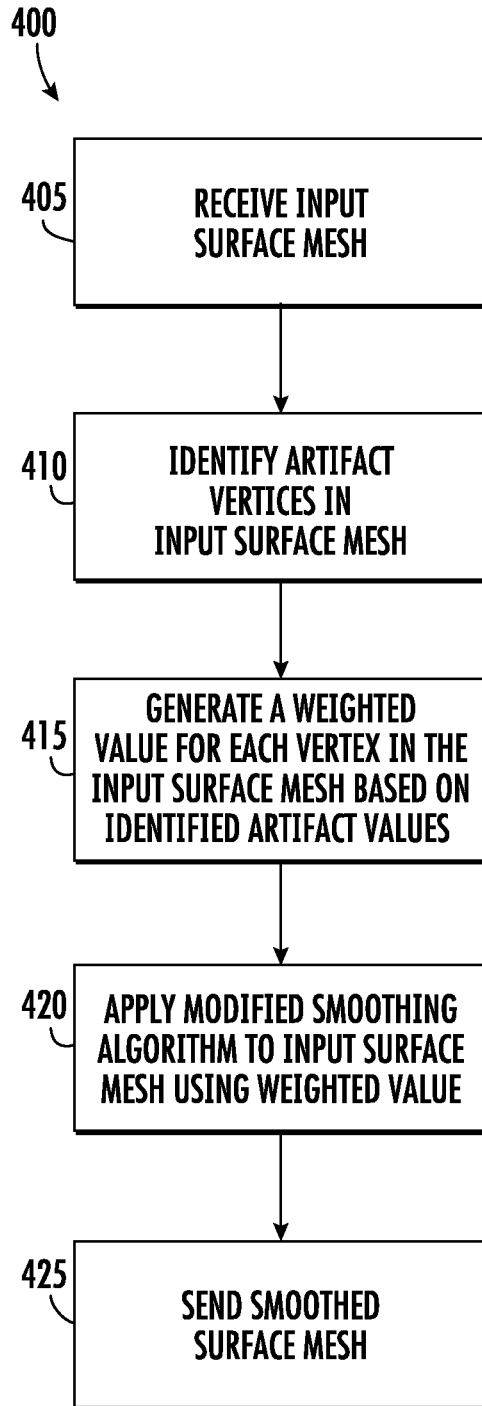 400
405
RECEIVE INPUT
SURFACE MESH
410
IDENTIFY ARTIFACT
VERTICES IN
INPUT SURFACE MESH
415
GENERATE A WEIGHTED
VALUE FOR EACH VERTEX IN THE
INPUT SURFACE MESH BASED ON
IDENTIFIED ARTIFACT VALUES
420
APPLY MODIFIED SMOOTHING
ALGORITHM TO INPUT SURFACE
MESH USING WEIGHTED VALUE
425
SEND SMOOTHED
SURFACE MESH